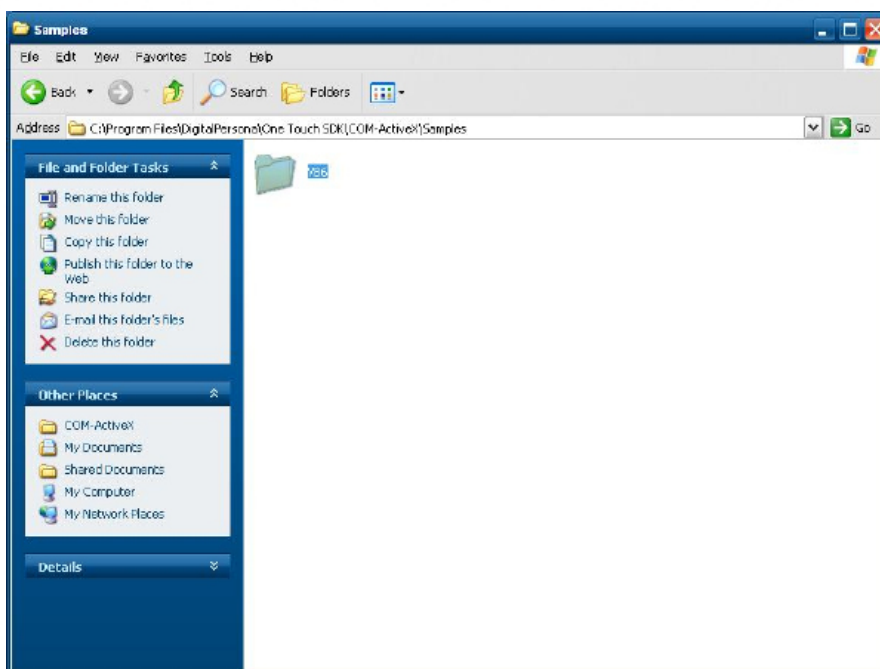 Samples
File Edit View Favorites Tools Help
Back Search Folders
Address C:\Program Files\DigitalPersona\One Touch SDK\COM-ActiveX\Samples Go
File and Folder Tasks
VB6
Rename this folder
Move this folder
Copy this folder
Publish this folder to the
Web
Share this folder
E-mail this folder's files
Delete this folder
Other Places
COM-ActiveX
My Documents
Shared Documents
My Computer
My Network Places
Details